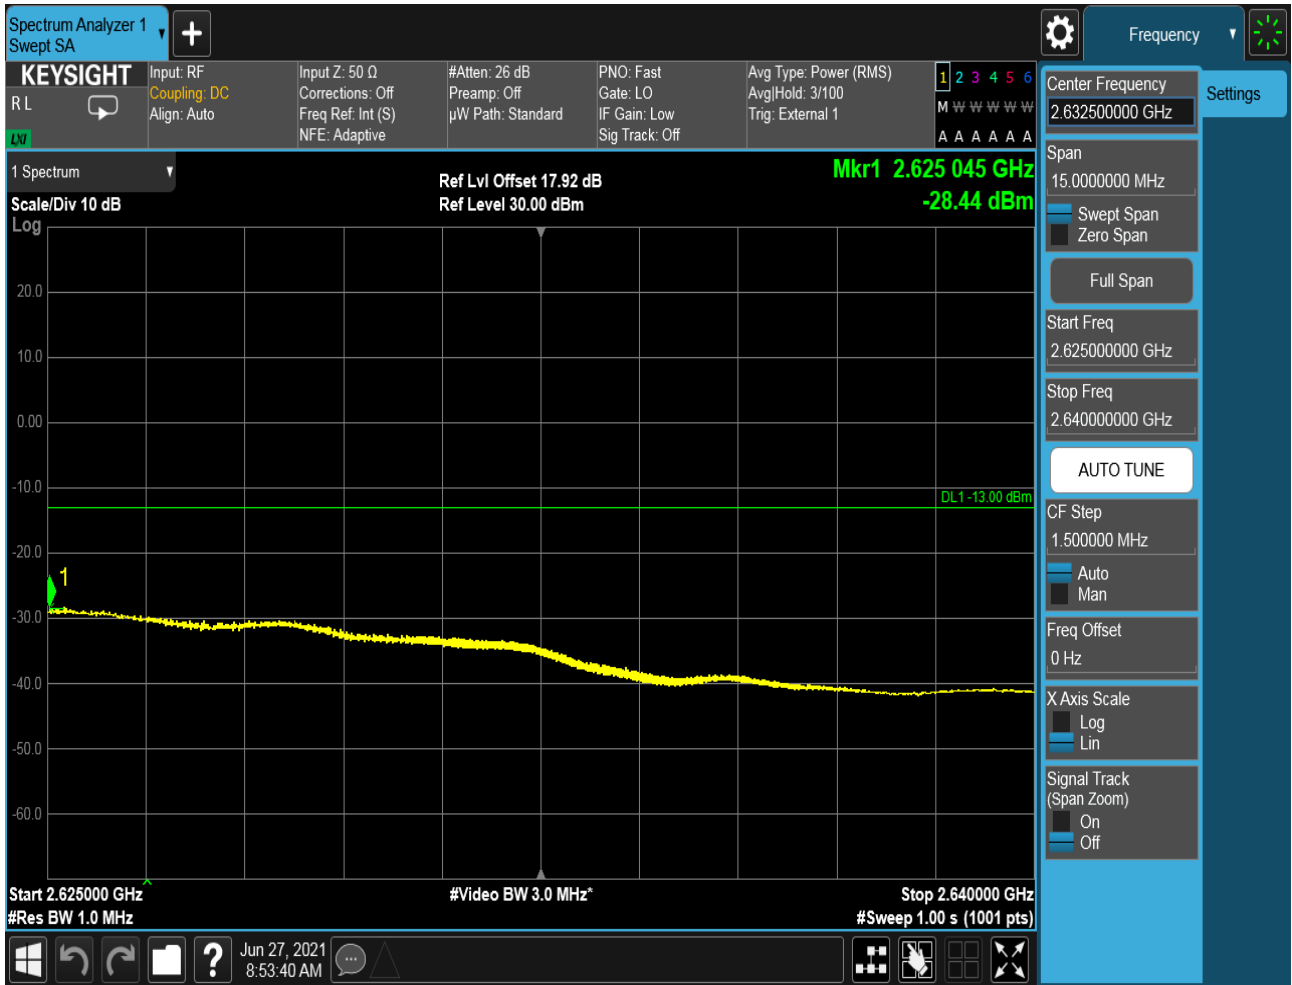 Spectrum Analyzer 1
Swept SA
Frequency
KEYSIGHT
R L
LXI
Input: RF
Coupling: DC
Align: Auto
Input Z: 50 Ω
Corrections: Off
Freq Ref: Int (S)
NFE: Adaptive
#Atten: 26 dB
Preamp: Off
µW Path: Standard
PNO: Fast
Gate: LO
IF Gain: Low
Sig Track: Off
Avg Type: Power (RMS)
Avg|Hold: 3/100
Trig: External 1
1 2 3 4 5 6
M W W W W W
A A A A A A
1 Spectrum
Scale/Div 10 dB
Log
Ref Lvl Offset 17.92 dB
Ref Level 30.00 dBm
Mkr1 2.625 045 GHz
-28.44 dBm
20.0
10.0
0.00
-10.0
-20.0
-30.0
-40.0
-50.0
-60.0
DL1 -13.00 dBm
1
Start 2.625000 GHz
#Res BW 1.0 MHz
#Video BW 3.0 MHz*
Stop 2.640000 GHz
#Sweep 1.00 s (1001 pts)
Jun 27, 2021
8:53:40 AM
?
Settings
Center Frequency
2.632500000 GHz
Span
15.0000000 MHz
Swept Span
Zero Span
Full Span
Start Freq
2.625000000 GHz
Stop Freq
2.640000000 GHz
AUTO TUNE
CF Step
1.500000 MHz
Auto
Man
Freq Offset
0 Hz
X Axis Scale
Log
Lin
Signal Track
(Span Zoom)
On
Off